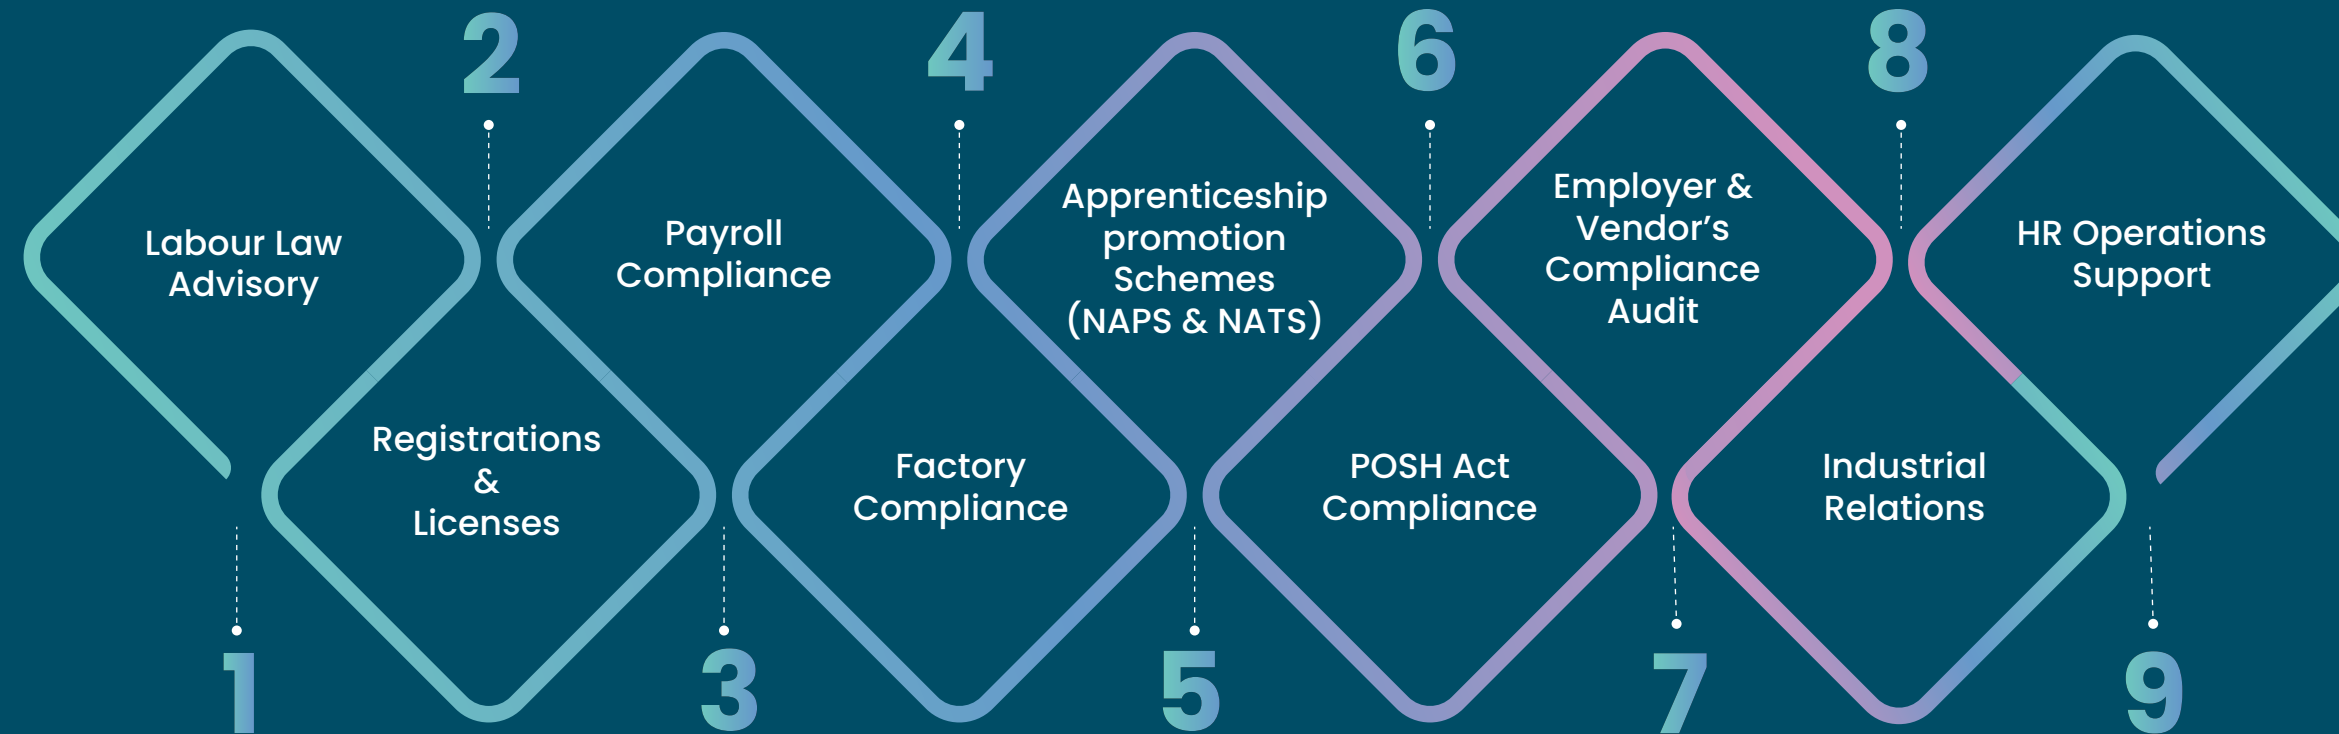 1
Labour Law
Advisory
2
Registrations
&
Licenses
3
Payroll
Compliance
4
Factory
Compliance
5
Apprenticeship
promotion
Schemes
(NAPS & NATS)
6
POSH Act
Compliance
7
Employer &
Vendor’s
Compliance
Audit
8
Industrial
Relations
9
HR Operations
Support